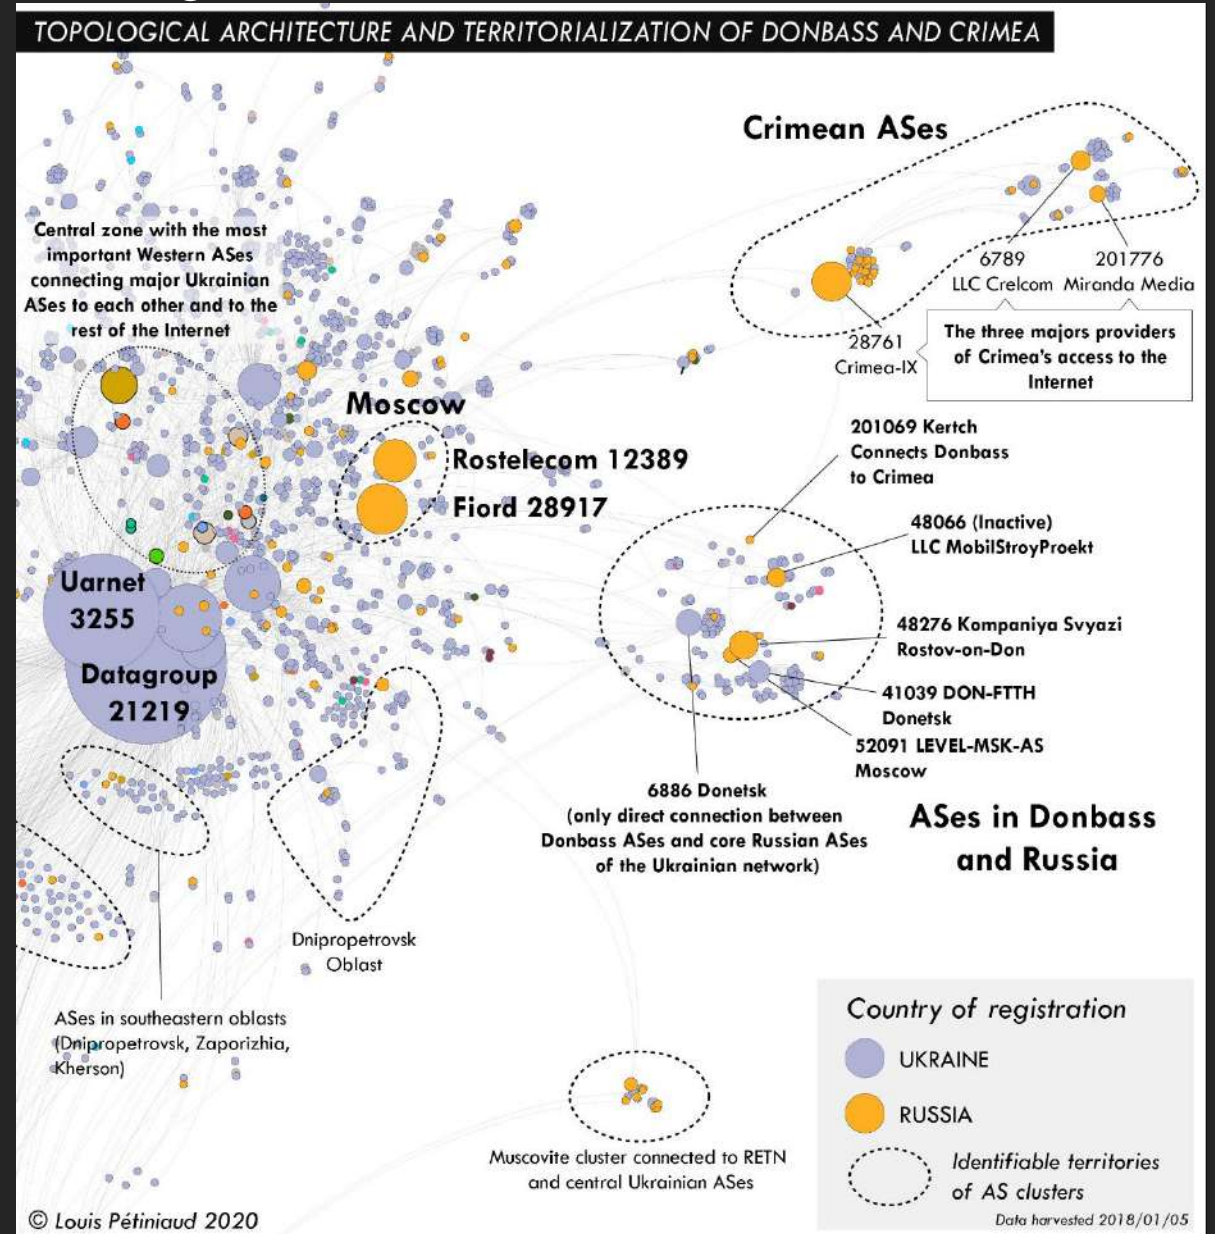 TOPOLOGICAL ARCHITECTURE AND TERRITORIALIZATION OF DONBASS AND CRIMEA
Crimean ASes
Central zone with the most
important Western ASes
connecting major Ukrainian
ASes to each other and to the
rest of the Internet
6789
LLC Crelcom
201776
Miranda Media
28761
Crimea-IX
The three majors providers
of Crimea's access to the
Internet
Moscow
Rostelecom 12389
Fiord 28917
201069 Kertch
Connects Donbass
to Crimea
48066 (Inactive)
LLC MobilStroyProekt
Uarnet
3255
Datagroup
21219
48276 Kompaniya Svyazi
Rostov-on-Don
41039 DON-FTTH
Donetsk
52091 LEVEL-MSK-AS
Moscow
6886 Donetsk
(only direct connection between
Donbass ASes and core Russian ASes
of the Ukrainian network)
ASes in Donbass
and Russia
Dnipropetrovsk
Oblast
ASes in southeastern oblasts
(Dnipropetrovsk, Zaporizhia,
Kherson)
Muscovite cluster connected to RETN
and central Ukrainian ASes
Country of registration
UKRAINE
RUSSIA
Identifiable territories
of AS clusters
Data harvested 2018/01/05
© Louis Pétiniaud 2020